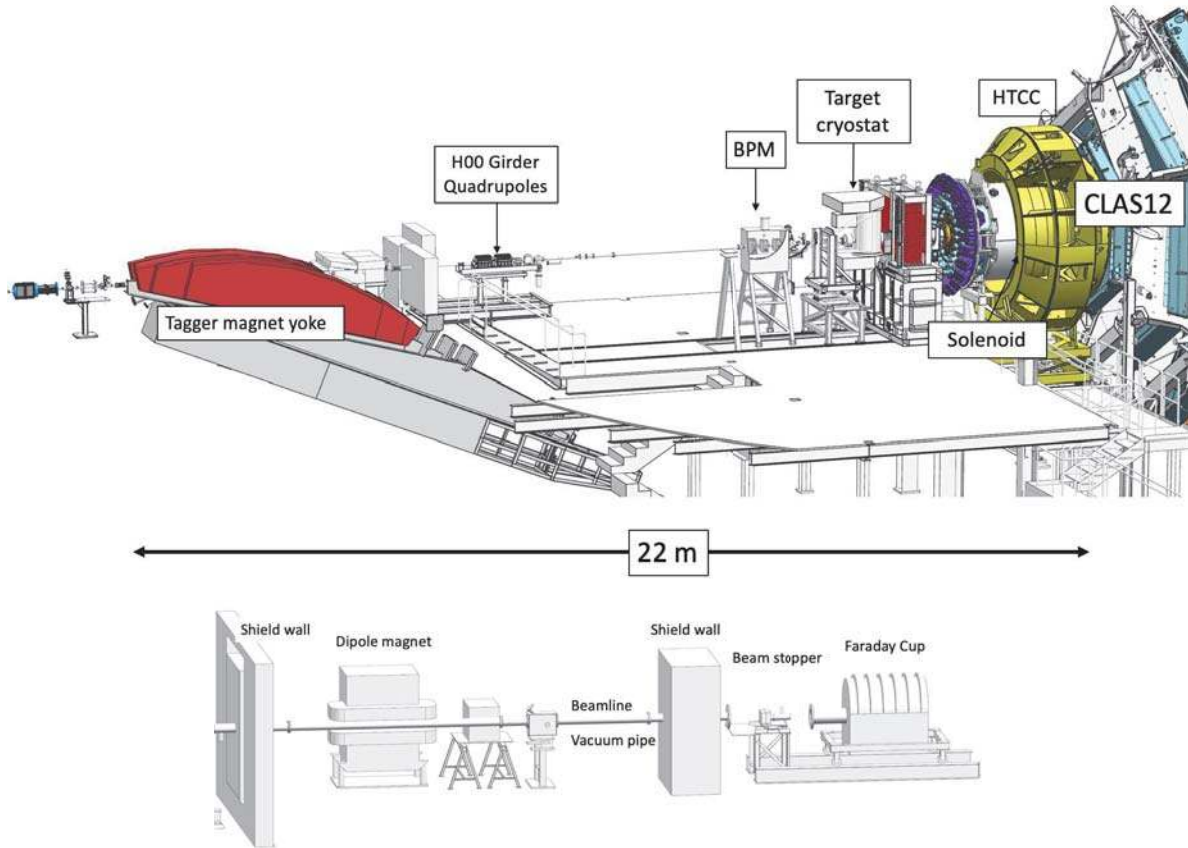 HTCC
Target
cryostat
BPM
H00 Girder
Quadrupoles
CLAS12
Tagger magnet yoke
Solenoid
22 m
Shield wall
Dipole magnet
Shield wall
Beam stopper
Faraday Cup
Beamline
Vacuum pipe